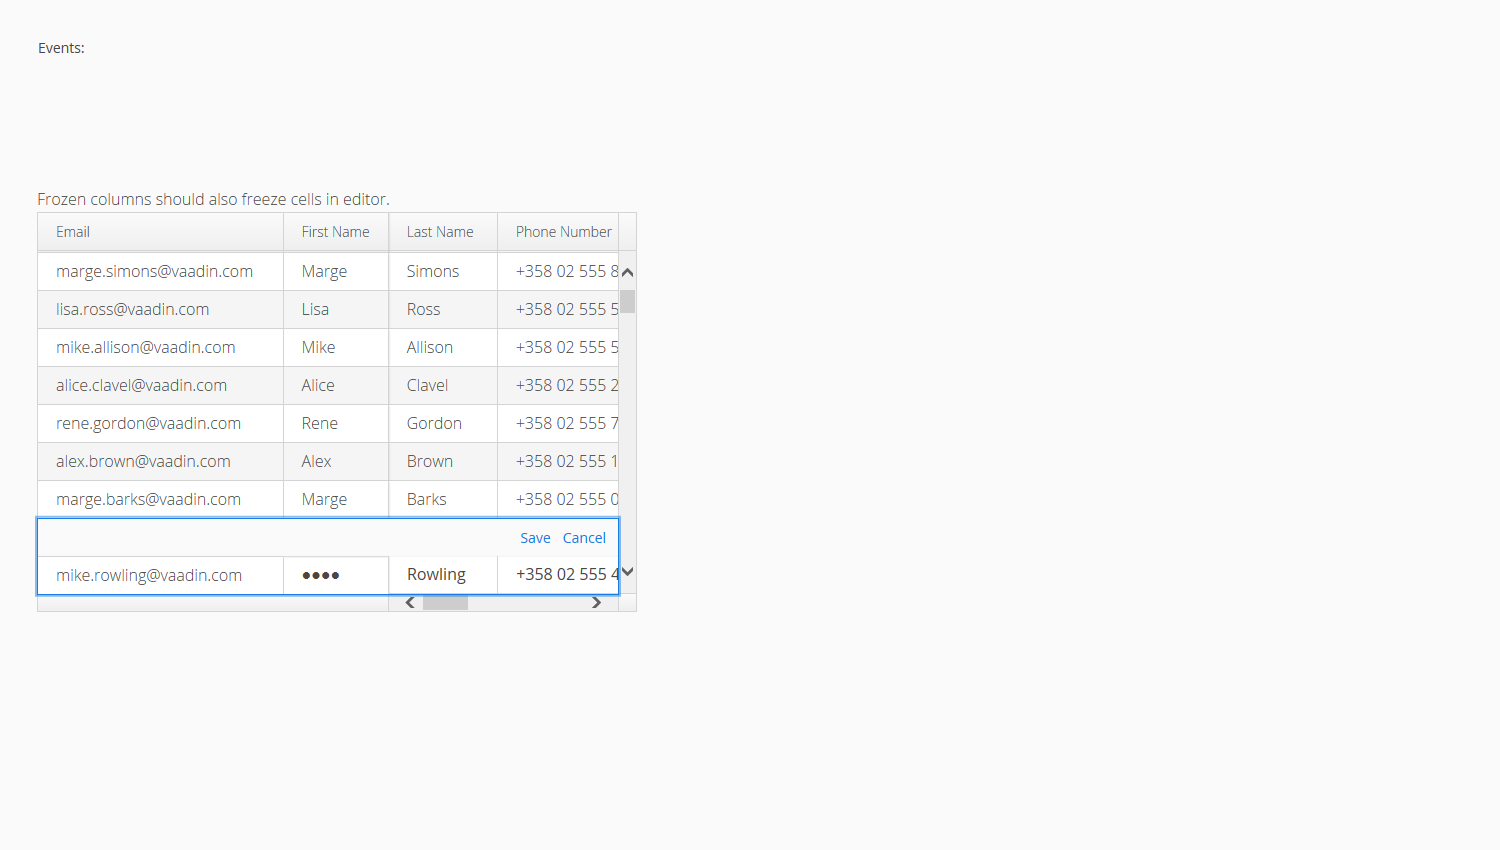 Events:
Frozen columns should also freeze cells in editor.
Email First Name Last Name Phone Number
marge.simons@vaadin.com Marge Simons +358 02 555 8
lisa.ross@vaadin.com Lisa Ross +358 02 555 5
mike.allison@vaadin.com Mike Allison +358 02 555 5
alice.clavel@vaadin.com Alice Clavel +358 02 555 2
rene.gordon@vaadin.com Rene Gordon +358 02 555 7
alex.brown@vaadin.com Alex Brown +358 02 555 1
marge.barks@vaadin.com Marge Barks +358 02 555 0
Save Cancel
mike.rowling@vaadin.com ●●●● Rowling +358 02 555 4